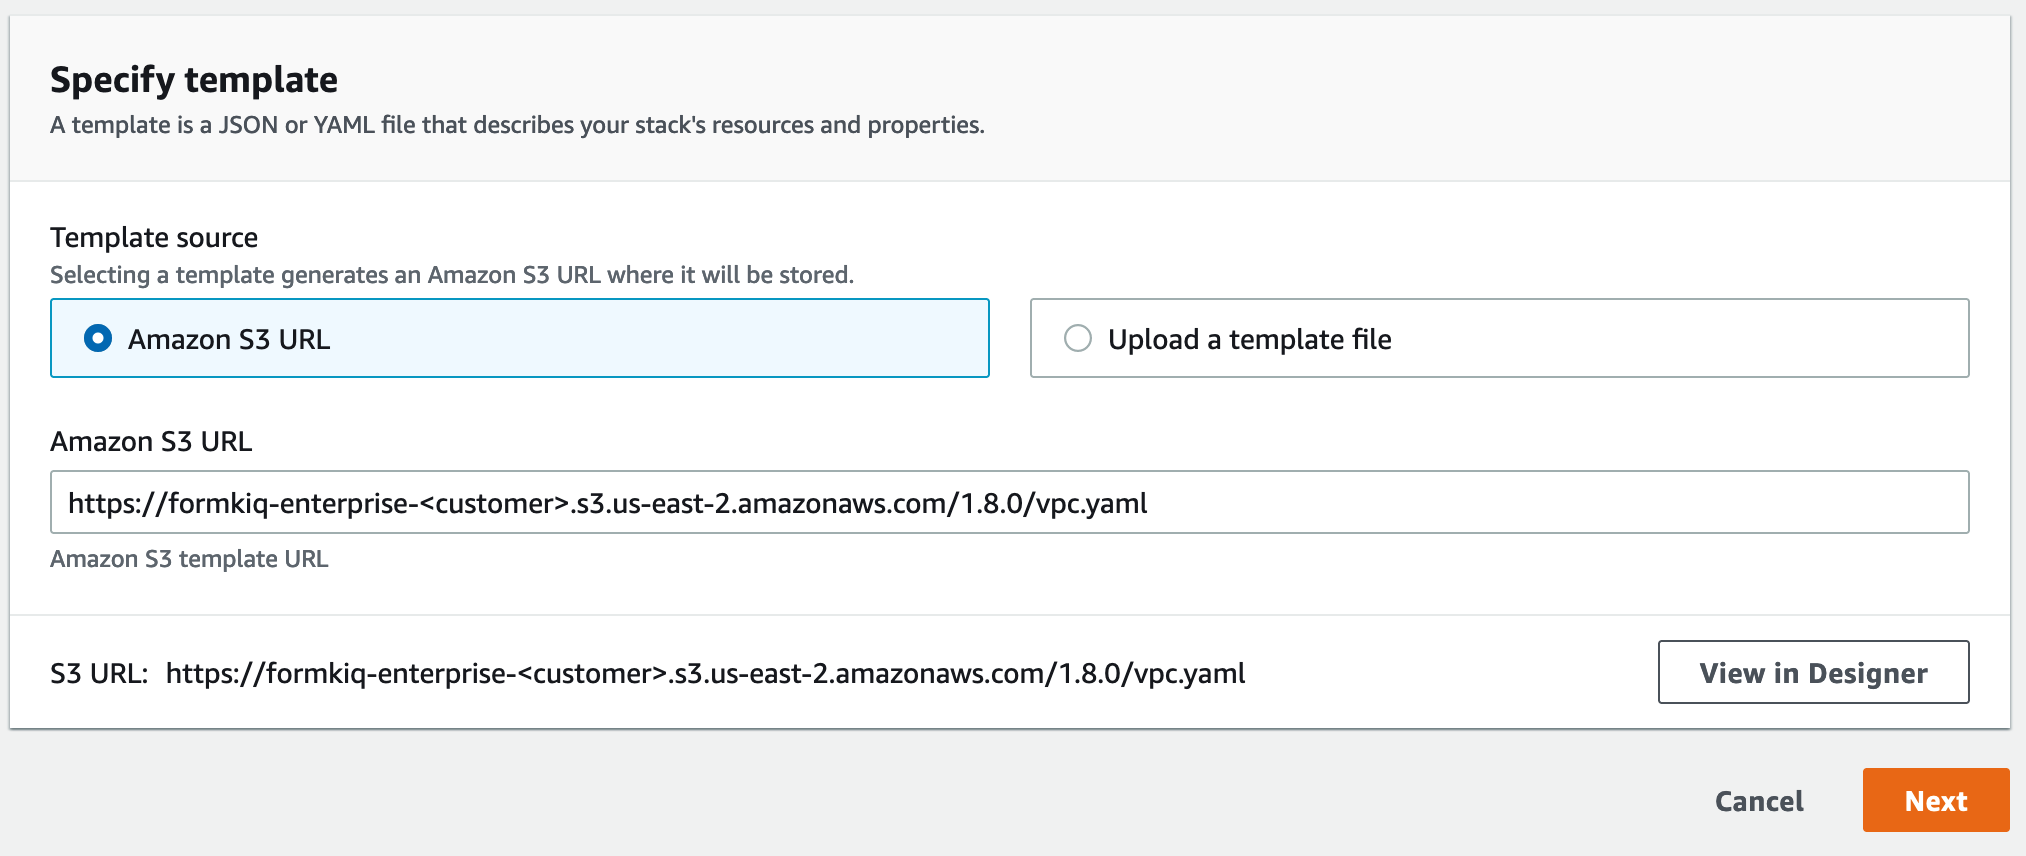 Specify template
A template is a JSON or YAML file that describes your stack's resources and properties.
Template source
Selecting a template generates an Amazon S3 URL where it will be stored.
Amazon S3 URL
Upload a template file
Amazon S3 URL
https://formkiq-enterprise-<customer>.s3.us-east-2.amazonaws.com/1.8.0/vpc.yaml
Amazon S3 template URL
S3 URL: https://formkiq-enterprise-<customer>.s3.us-east-2.amazonaws.com/1.8.0/vpc.yaml
View in Designer
Cancel
Next